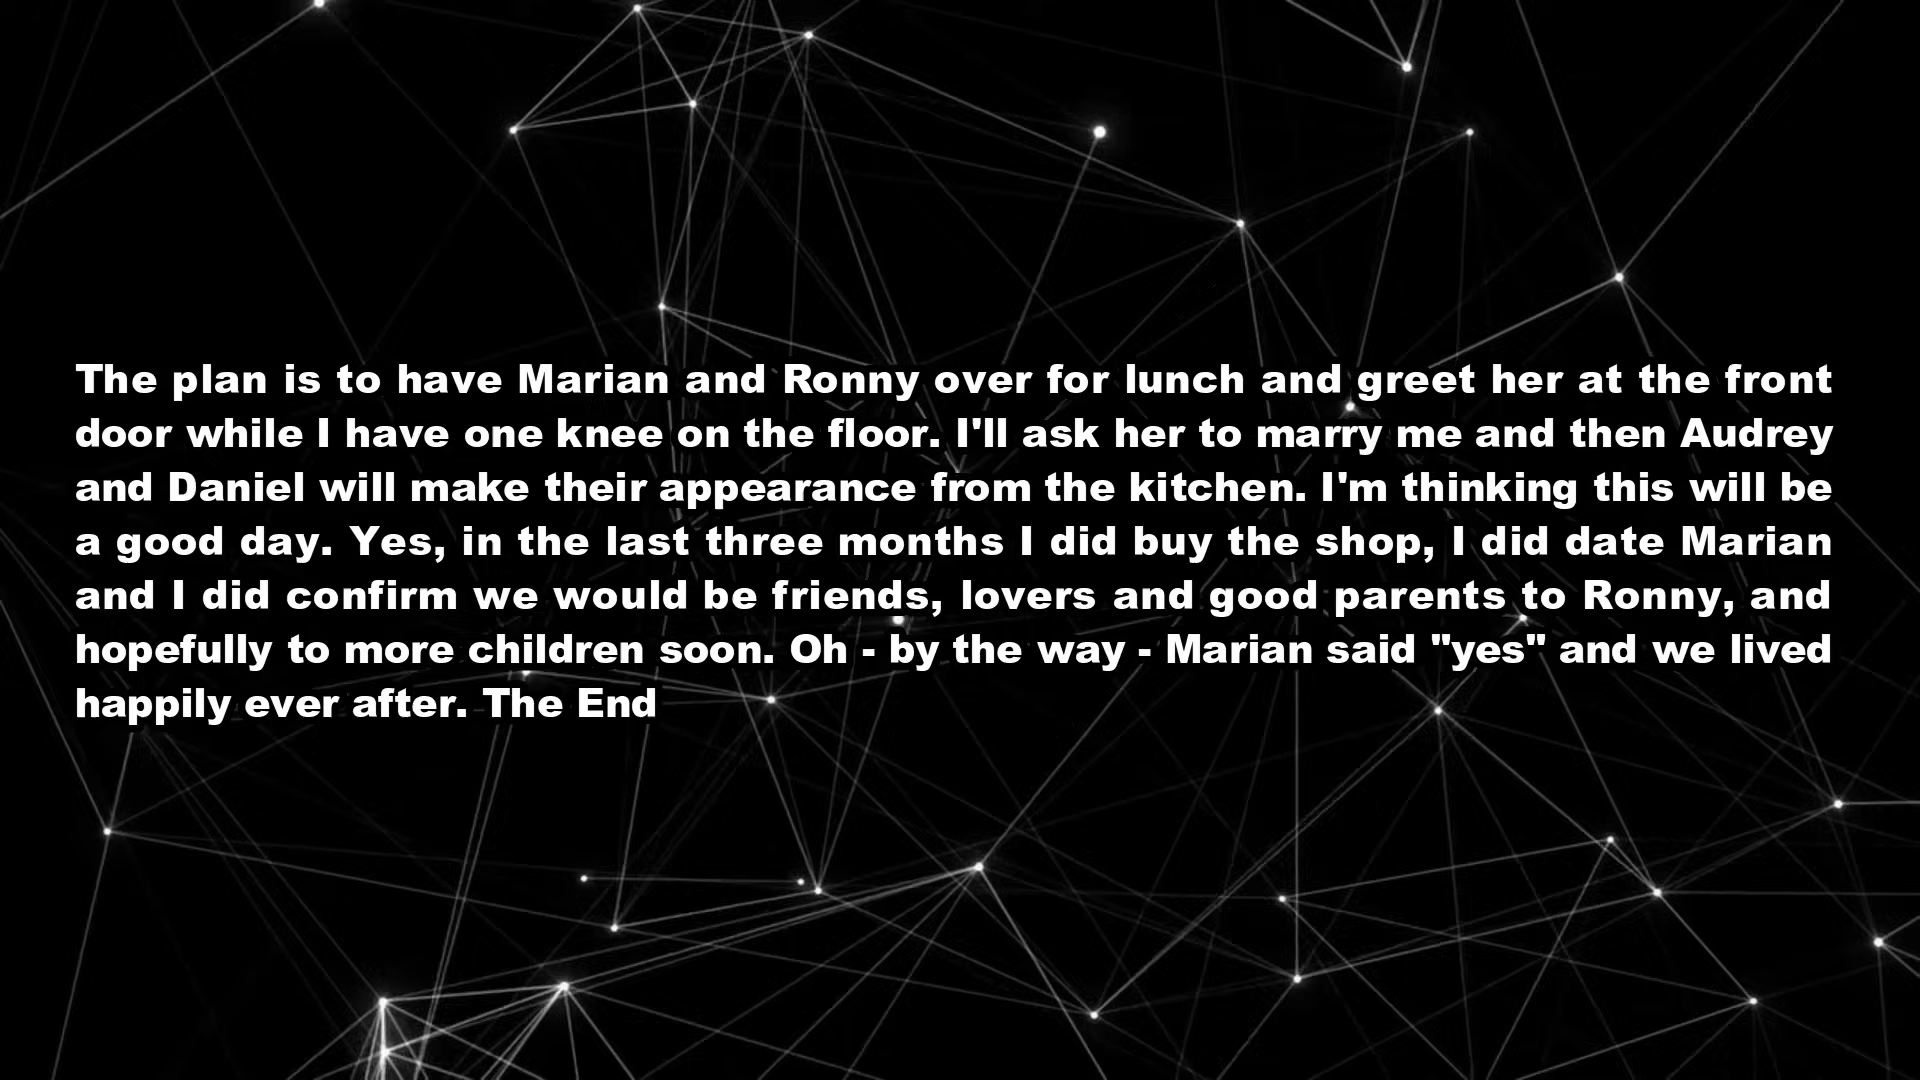 The plan is to have Marian and Ronny over for lunch and greet her at the front
door while I have one knee on the floor. I'll ask her to marry me and then Audrey
and Daniel will make their appearance from the kitchen. I'm thinking this will be
a good day. Yes, in the last three months I did buy the shop, I did date Marian
and I did confirm we would be friends, lovers and good parents to Ronny, and
hopefully to more children soon. Oh - by the way - Marian said "yes" and we lived
happily ever after. The End